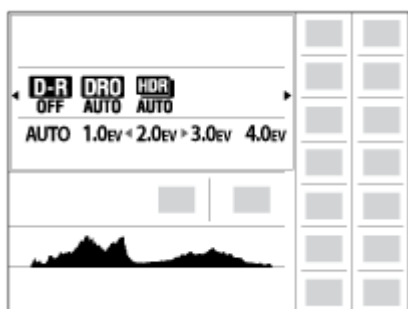 D-R DRO HDR
OFF AUTO AUTO
AUTO 1.0EV 2.0EV 3.0EV 4.0EV